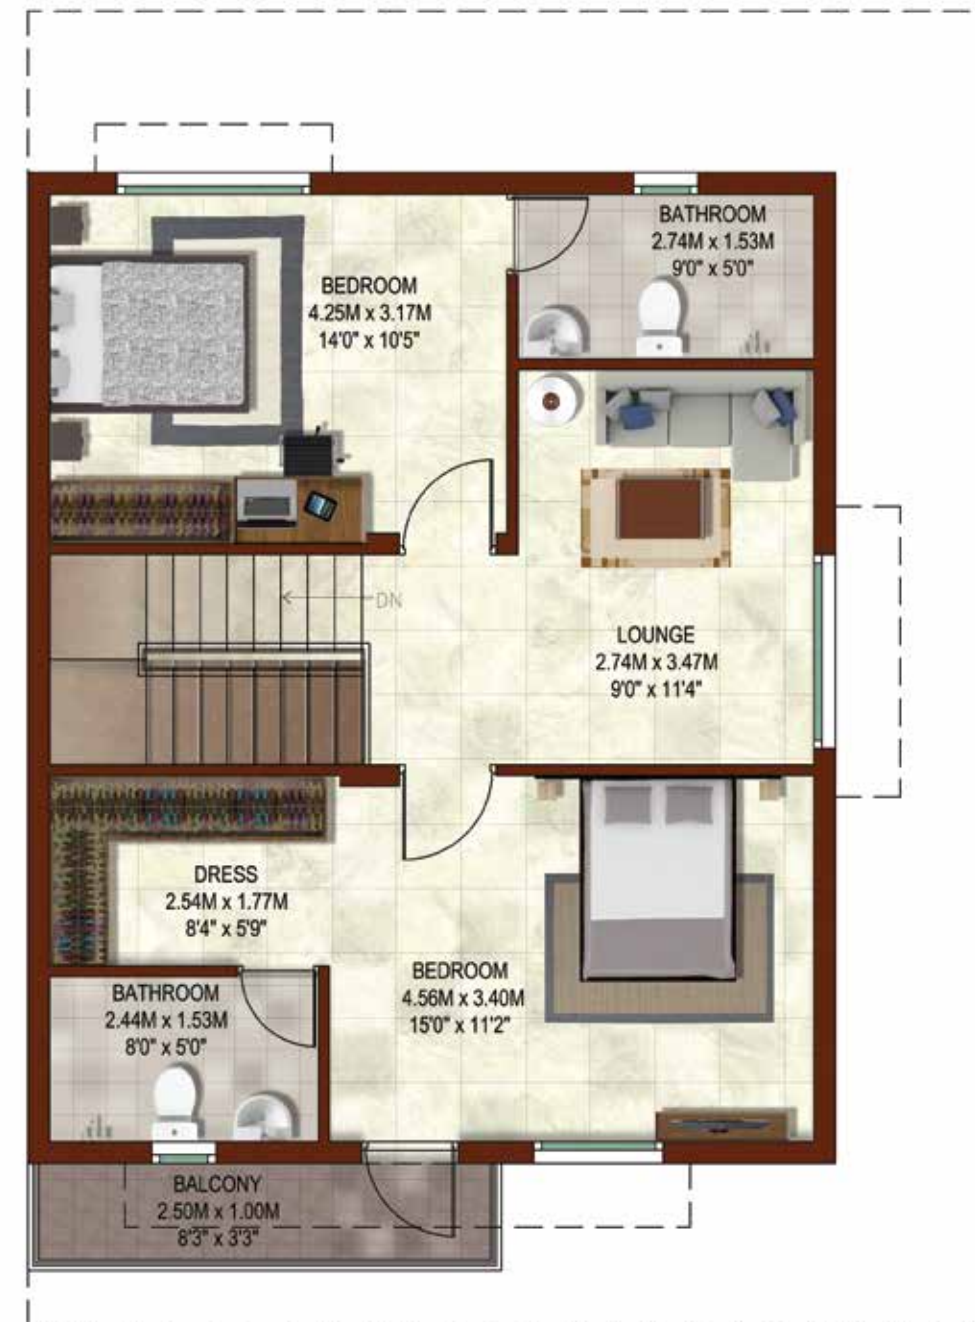 BATHROOM
2.74M x 1.53M
9'0" x 5'0"
BEDROOM
4.25M x 3.17M
14'0" x 10'5"
DN
LOUNGE
2.74M x 3.47M
9'0" x 11'4"
DRESS
2.54M x 1.77M
8'4" x 5'9"
BEDROOM
4.56M x 3.40M
15'0" x 11'2"
BATHROOM
2.44M x 1.53M
8'0" x 5'0"
BALCONY
2.50M x 1.00M
8'3" x 3'3"